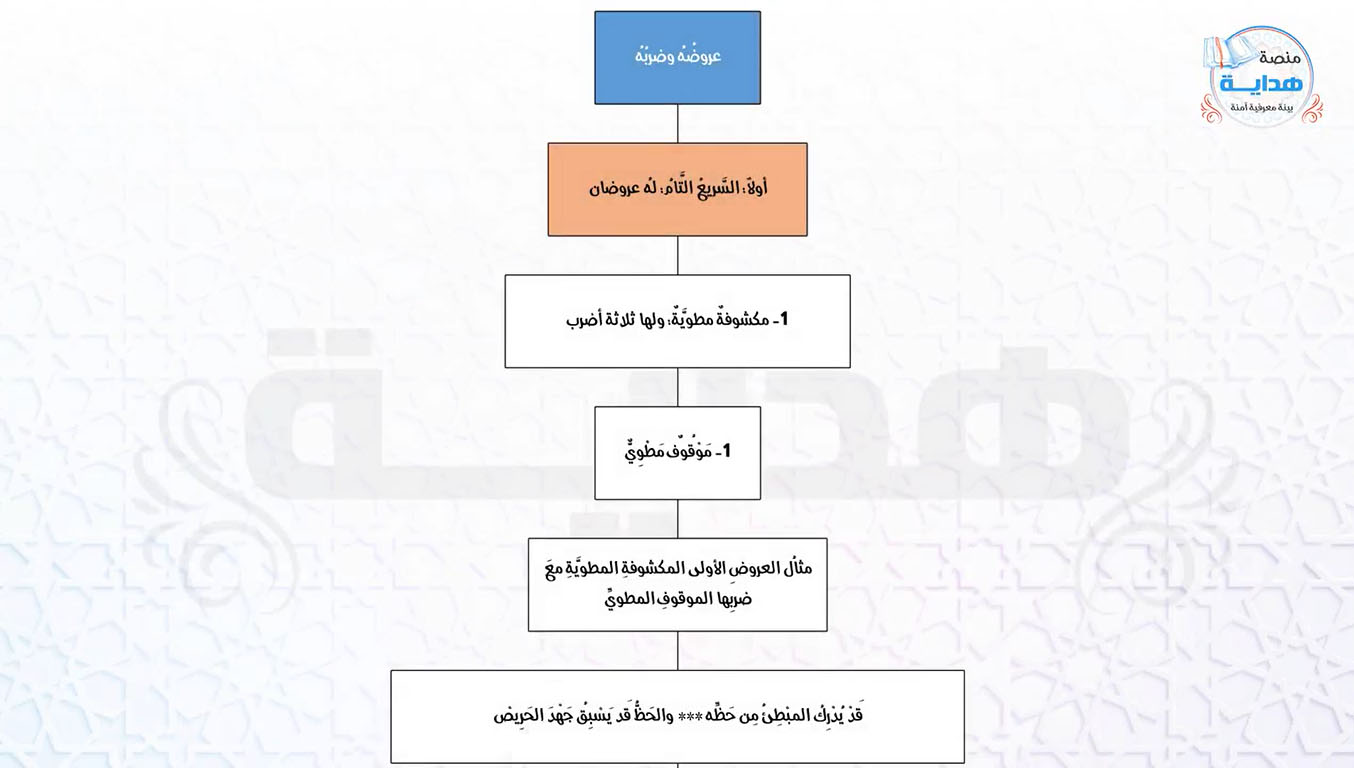 منصة
هداية
بيئة معرفية آمنة
عروضُهُ وضربُهُ
أولاً: السَّريعُ التَّامُ: لهُ عروضان
1- مكشوفةٌ مطويَّةٌ: ولها ثلاثة أضرب
1- مَوْقُوفٌ مَطْوِيٌّ
مثالُ العروضِ الأولى المكشوفةِ المطويَّةِ معَ
ضربِها الموقوفِ المطويِّ
قَدْ يُدْرِكُ المبْطِئُ مِن حَظِّه *** والحَظُّ قَد يَسْبِقُ جَهْدَ الحَرِيصْ
هداية